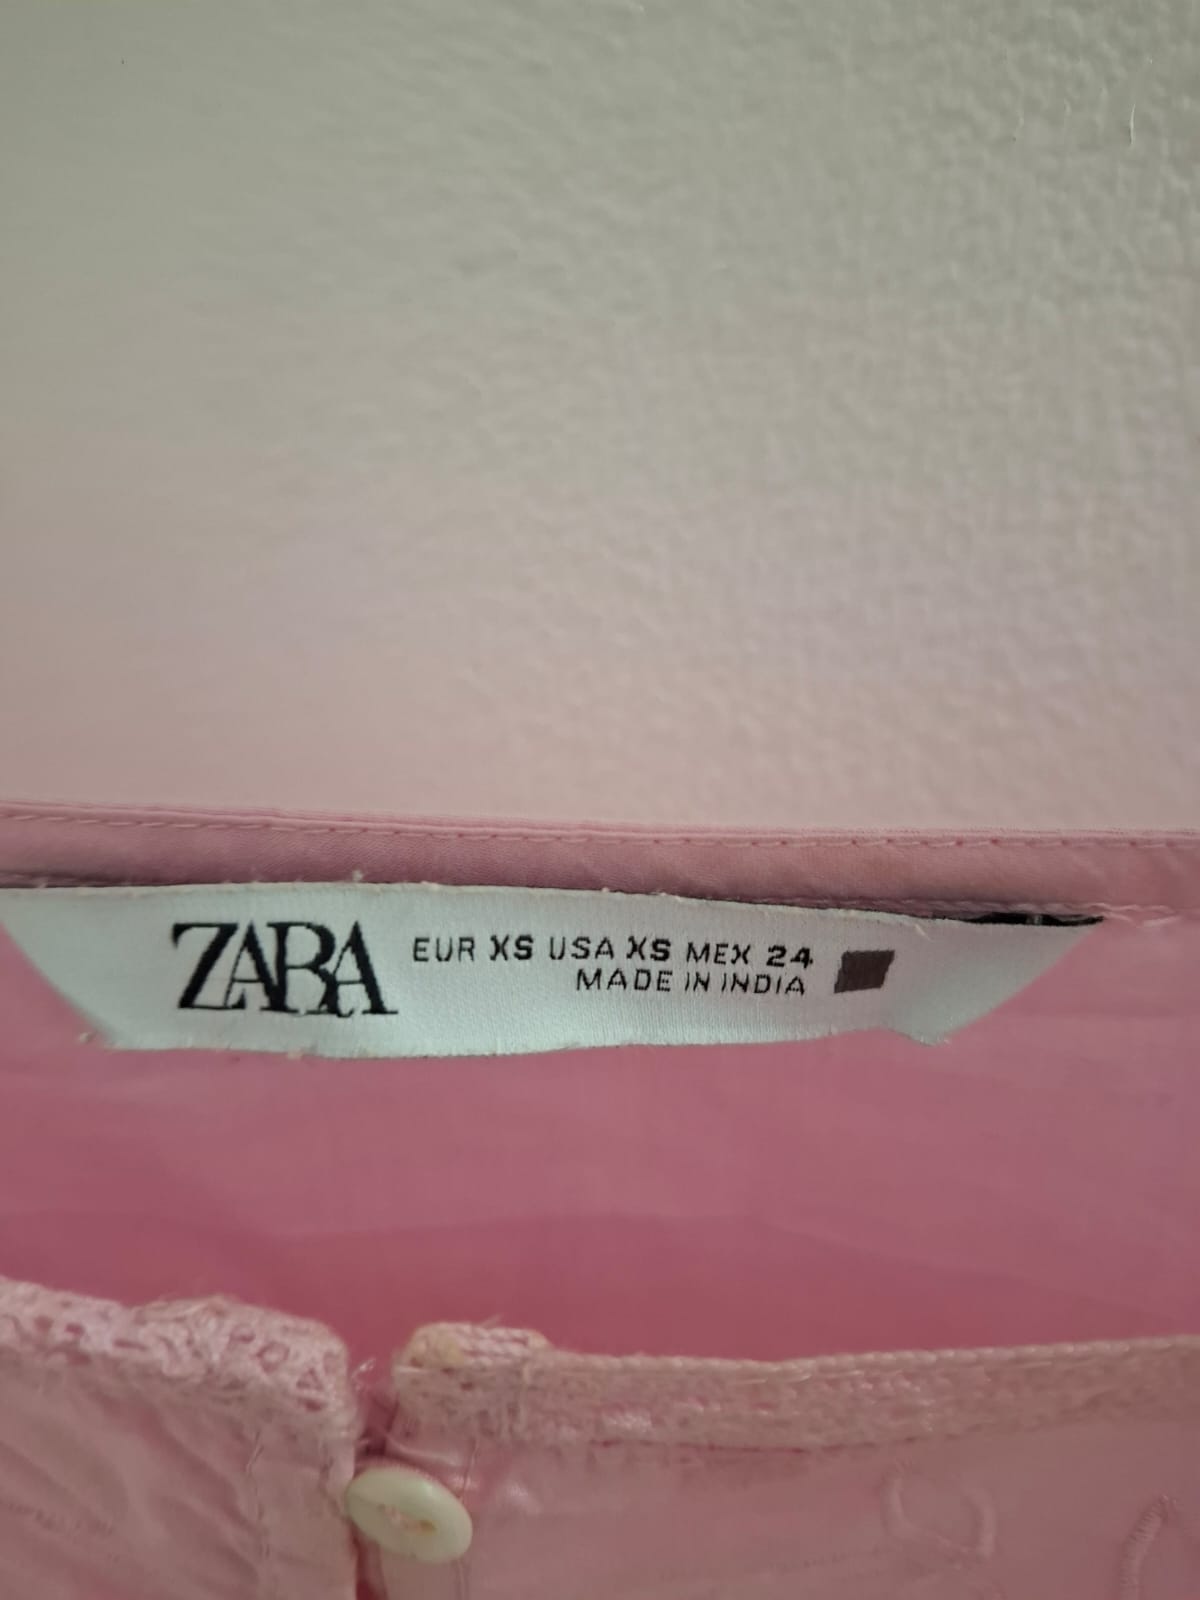 ZARA
EUR XS USA XS MEX 24
MADE IN INDIA